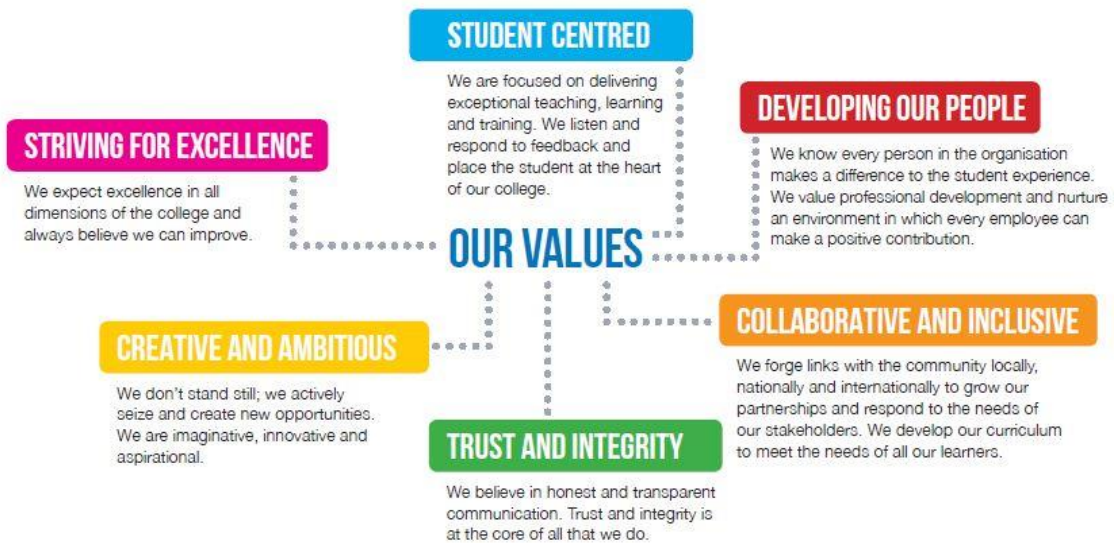 STUDENT CENTRED
We are focused on delivering
exceptional teaching, learning
and training. We listen and
respond to feedback and
place the student at the heart
of our college.
DEVELOPING OUR PEOPLE
We know every person in the organisation
makes a difference to the student experience.
We value professional development and nurture
an environment in which every employee can
make a positive contribution.
STRIVING FOR EXCELLENCE
We expect excellence in all
dimensions of the college and
always believe we can improve.
OUR VALUES
CREATIVE AND AMBITIOUS
We don't stand still; we actively
seize and create new opportunities.
We are imaginative, innovative and
aspirational.
COLLABORATIVE AND INCLUSIVE
We forge links with the community locally,
nationally and internationally to grow our
partnerships and respond to the needs of
our stakeholders. We develop our curriculum
to meet the needs of all our learners.
TRUST AND INTEGRITY
We believe in honest and transparent
communication. Trust and integrity is
at the core of all that we do.